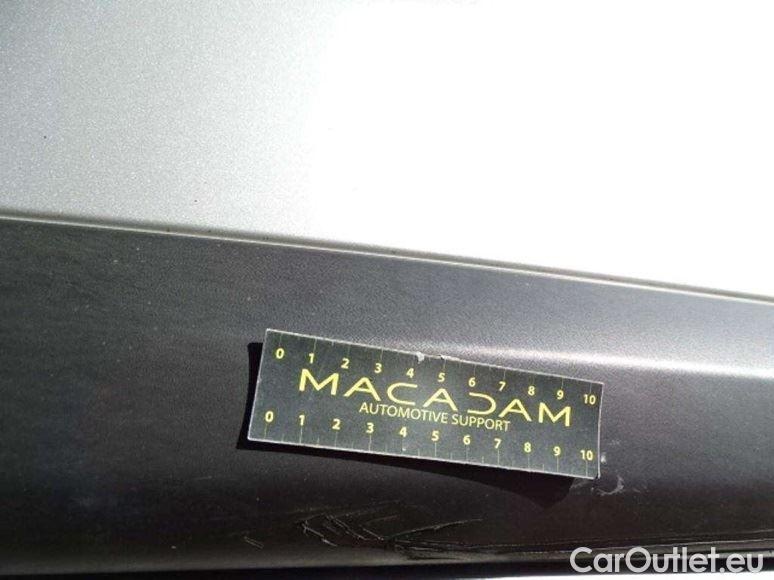 0 1 2 3 4 5 6 7 8 9 10
MACADAM
AUTOMOTIVE SUPPORT
0 1 2 3 4 5 6 7 8 9 10
CarOutlet.eu